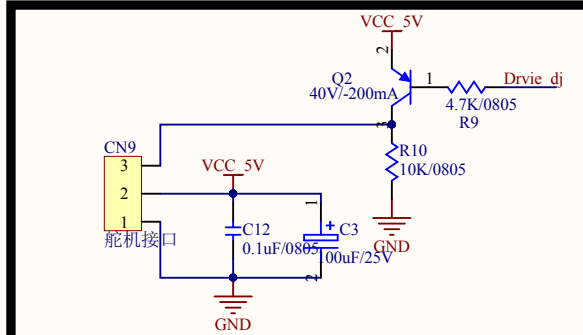 VCC_5V
2
Q2
40V/-200mA
1
Drvie_dj
4.7K/0805
R9
3
CN9
3
VCC_5V
R10
10K/0805
2
1
1
C12
C3
0.1uF/0805
100uF/25V
舵机接口
2
GND
GND